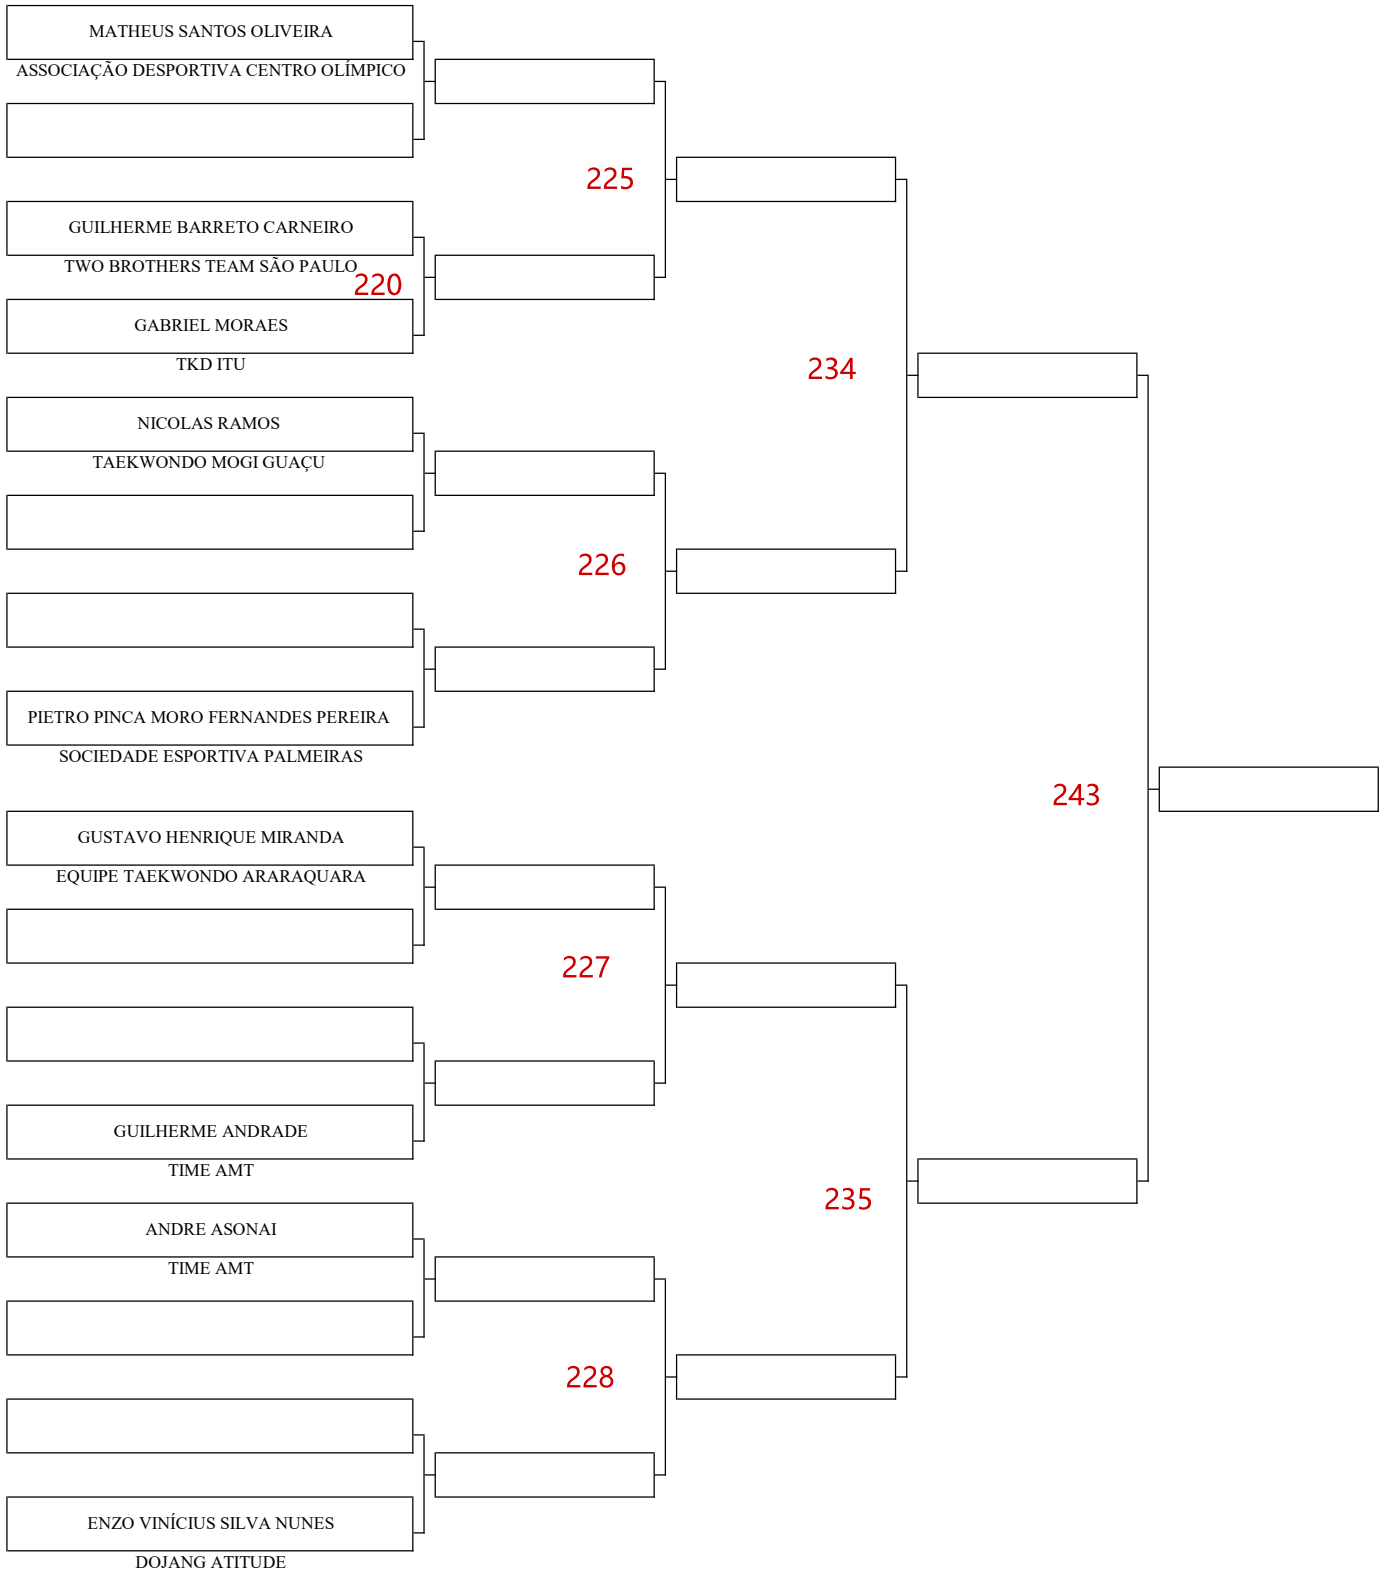 MATHEUS SANTOS OLIVEIRA
ASSOCIAÇÃO DESPORTIVA CENTRO OLÍMPICO
225
GUILHERME BARRETO CARNEIRO
TWO BROTHERS TEAM SÃO PAULO
220
GABRIEL MORAES
TKD ITU
234
NICOLAS RAMOS
TAEKWONDO MOGI GUAÇU
226
PIETRO PINCA MORO FERNANDES PEREIRA
SOCIEDADE ESPORTIVA PALMEIRAS
243
GUSTAVO HENRIQUE MIRANDA
EQUIPE TAEKWONDO ARARAQUARA
227
GUILHERME ANDRADE
TIME AMT
235
ANDRE ASONAI
TIME AMT
228
ENZO VINÍCIUS SILVA NUNES
DOJANG ATITUDE